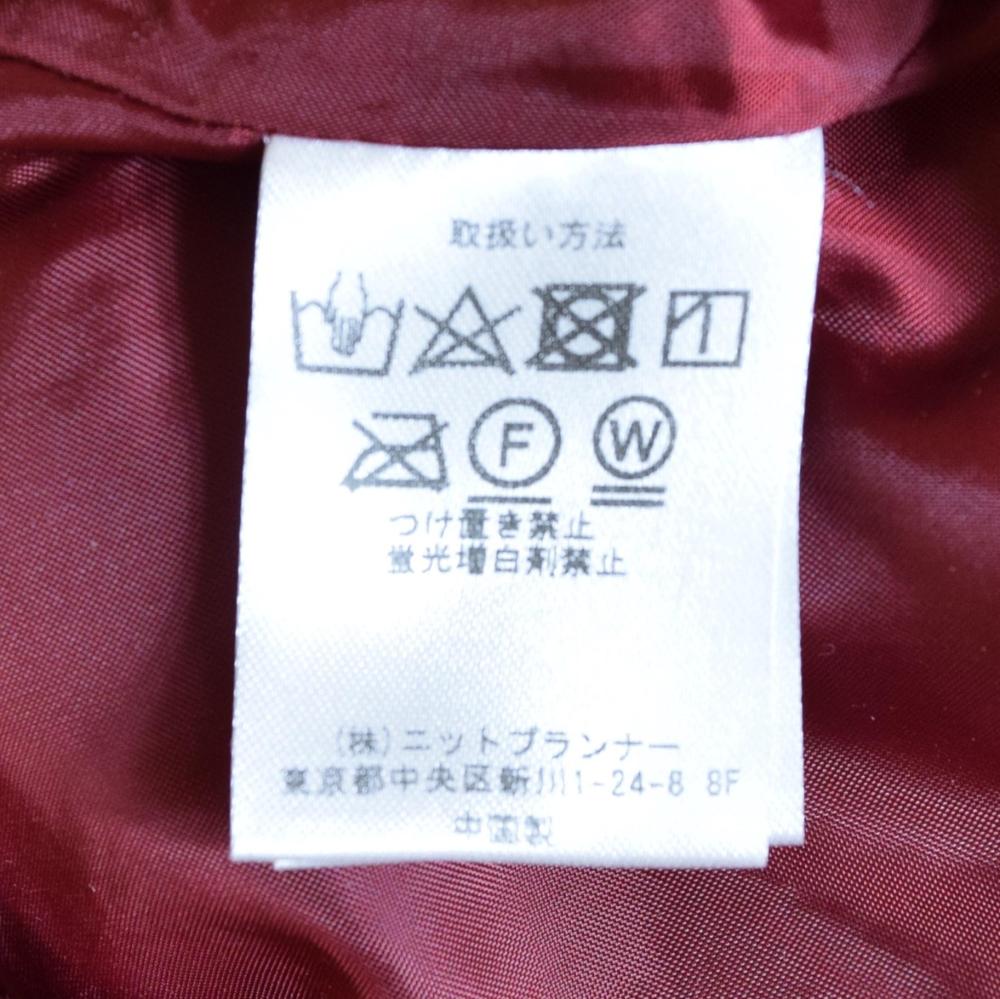 取扱い方法
F W
つけ置き禁止
蛍光増白剤禁止
(株)ニットプランナー
東京都中央区新川1-24-8 8F
中国製